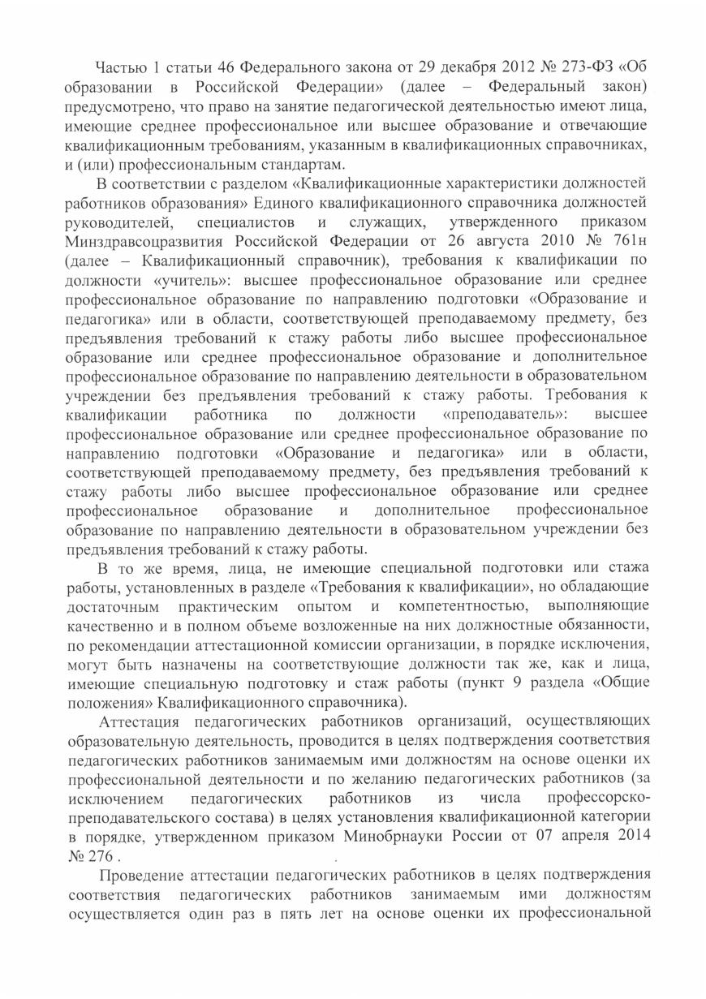 Частью 1 статьи 46 Федерального закона от 29 декабря 2012 № 273-ФЗ «Об
образовании в Российской Федерации» (далее – Федеральный закон)
предусмотрено, что право на занятие педагогической деятельностью имеют лица,
имеющие среднее профессиональное или высшее образование и отвечающие
квалификационным требованиям, указанным в квалификационных справочниках,
и (или) профессиональным стандартам.
В соответствии с разделом «Квалификационные характеристики должностей
работников образования» Единого квалификационного справочника должностей
руководителей, специалистов и служащих, утвержденного приказом
Минздравсоцразвития Российской Федерации от 26 августа 2010 № 761н
(далее – Квалификационный справочник), требования к квалификации по
должности «учитель»: высшее профессиональное образование или среднее
профессиональное образование по направлению подготовки «Образование и
педагогика» или в области, соответствующей преподаваемому предмету, без
предъявления требований к стажу работы либо высшее профессиональное
образование или среднее профессиональное образование и дополнительное
профессиональное образование по направлению деятельности в образовательном
учреждении без предъявления требований к стажу работы. Требования к
квалификации работника по должности «преподаватель»: высшее
профессиональное образование или среднее профессиональное образование по
направлению подготовки «Образование и педагогика» или в области,
соответствующей преподаваемому предмету, без предъявления требований к
стажу работы либо высшее профессиональное образование или среднее
профессиональное образование и дополнительное профессиональное
образование по направлению деятельности в образовательном учреждении без
предъявления требований к стажу работы.
В то же время, лица, не имеющие специальной подготовки или стажа
работы, установленных в разделе «Требования к квалификации», но обладающие
достаточным практическим опытом и компетентностью, выполняющие
качественно и в полном объеме возложенные на них должностные обязанности,
по рекомендации аттестационной комиссии организации, в порядке исключения,
могут быть назначены на соответствующие должности так же, как и лица,
имеющие специальную подготовку и стаж работы (пункт 9 раздела «Общие
положения» Квалификационного справочника).
Аттестация педагогических работников организаций, осуществляющих
образовательную деятельность, проводится в целях подтверждения соответствия
педагогических работников занимаемым ими должностям на основе оценки их
профессиональной деятельности и по желанию педагогических работников (за
исключением педагогических работников из числа профессорско-
преподавательского состава) в целях установления квалификационной категории
в порядке, утвержденном приказом Минобрнауки России от 07 апреля 2014
№ 276 .
Проведение аттестации педагогических работников в целях подтверждения
соответствия педагогических работников занимаемым ими должностям
осуществляется один раз в пять лет на основе оценки их профессиональной